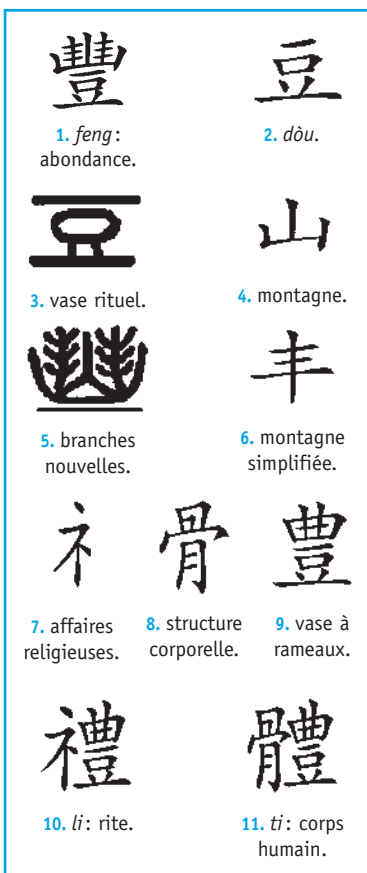 豐 豆
1. feng: 2. dòu.
abondance.
豆 山
3. vase rituel. 4. montagne.
丰
5. branches 6. montagne
nouvelles. simplifiée.
礻 骨 豊
7. affaires 8. structure 9. vase à
religieuses. corporelle. rameaux.
禮 體
10. li: rite. 11. ti: corps
humain.